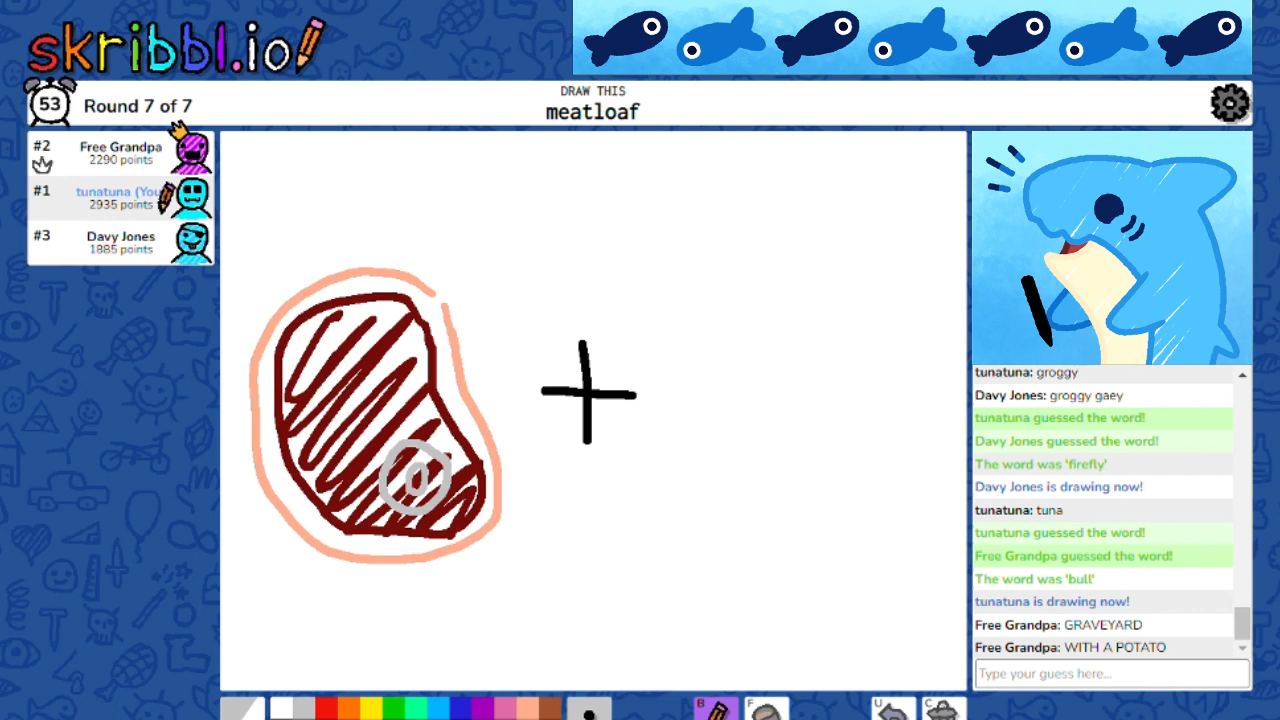 skribbl.io
53
Round 7 of 7
DRAW THIS
meatloaf
#2
Free Grandpa
2290 points
#1
tunatuna (You
2935 points
#3
Davy Jones
1885 points
tunatuna: groggy
Davy Jones: groggy gaey
tunatuna guessed the word!
Davy Jones guessed the word!
The word was 'firefly'
Davy Jones is drawing now!
tunatuna: tuna
tunatuna guessed the word!
Free Grandpa guessed the word!
The word was 'bull'
tunatuna is drawing now!
Free Grandpa: GRAVEYARD
Free Grandpa: WITH A POTATO
Type your guess here...
B
F
U
C